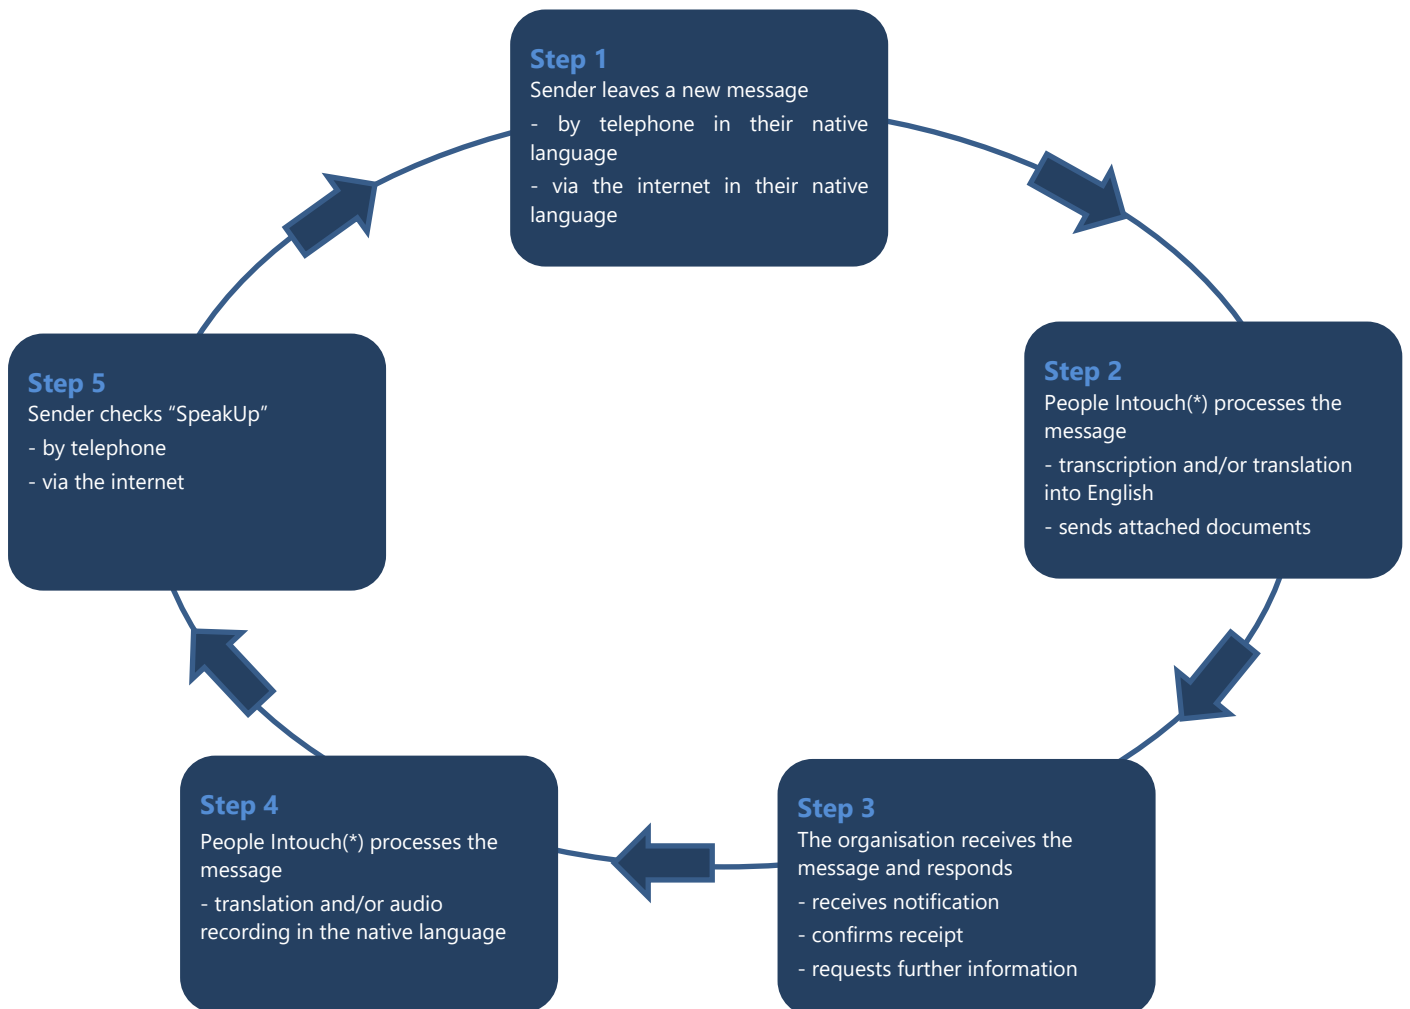 Step 1
Sender leaves a new message
- by telephone in their native
language
- via the internet in their native
language
Step 2
People Intouch(*) processes the
message
- transcription and/or translation
into English
- sends attached documents
Step 3
The organisation receives the
message and responds
- receives notification
- confirms receipt
- requests further information
Step 4
People Intouch(*) processes the
message
- translation and/or audio
recording in the native language
Step 5
Sender checks “SpeakUp”
- by telephone
- via the internet